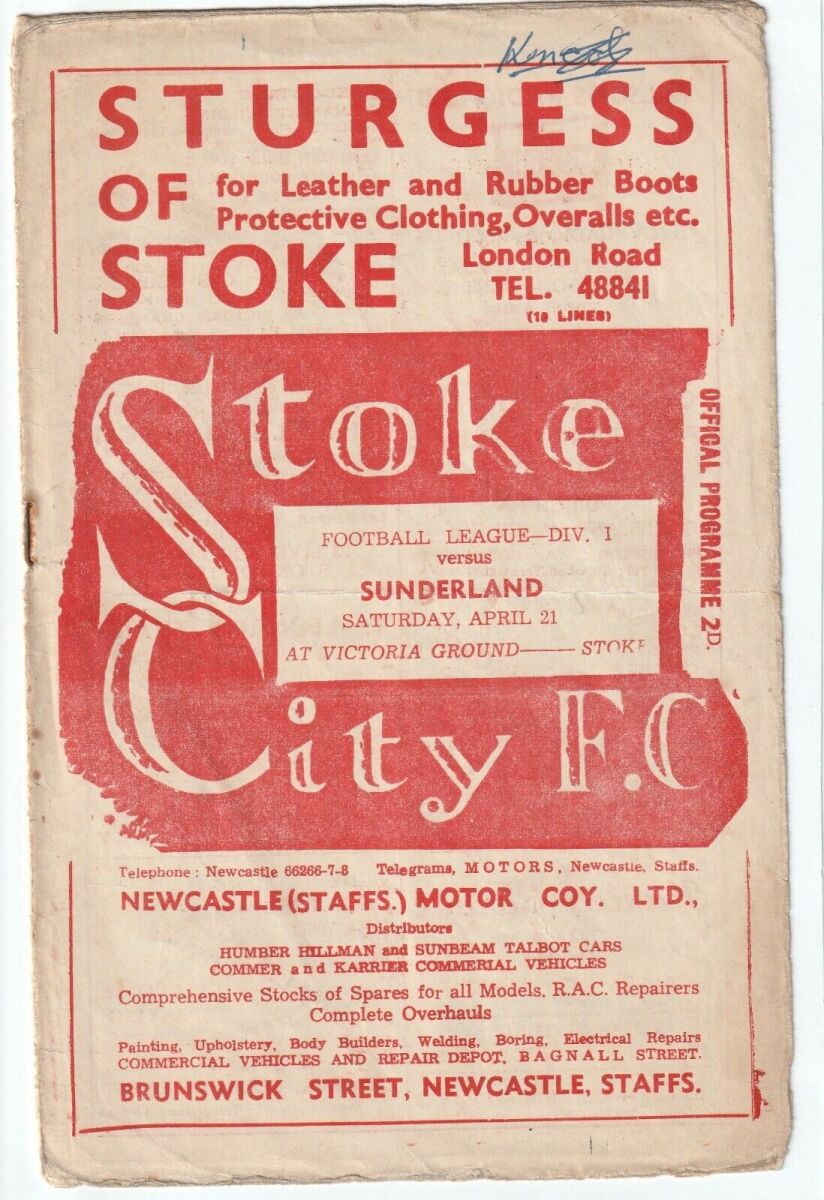 STURGESS
OF for Leather and Rubber Boots
Protective Clothing, Overalls etc.
STOKE London Road
TEL. 48841
(10 LINES)
OFFICAL PROGRAMME 2D.
Stoke
FOOTBALL LEAGUE—DIV. I
versus
SUNDERLAND
SATURDAY, APRIL 21
AT VICTORIA GROUND—— STOKE
City F.C
Telephone : Newcastle 66266-7-8 Telegrams, MOTORS, Newcastle, Staffs.
NEWCASTLE (STAFFS.) MOTOR COY. LTD.,
Distributors
HUMBER HILLMAN and SUNBEAM TALBOT CARS
COMMER and KARRIER COMMERIAL VEHICLES
Comprehensive Stocks of Spares for all Models. R.A.C. Repairers
Complete Overhauls
Painting, Upholstery, Body Builders, Welding, Boring, Electrical Repairs
COMMERCIAL VEHICLES AND REPAIR DEPOT, BAGNALL STREET.
BRUNSWICK STREET, NEWCASTLE, STAFFS.